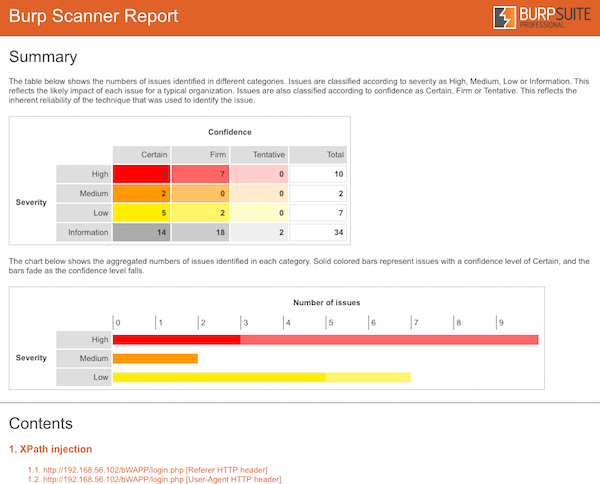 Burp Scanner Report
BURPSUITE
PROFESSIONAL
Summary
The table below shows the numbers of issues identified in different categories. Issues are classified according to severity as High, Medium, Low or Information. This
reflects the likely impact of each issue for a typical organization. Issues are also classified according to confidence as Certain, Firm or Tentative. This reflects the
inherent reliability of the technique that was used to identify the issue.
Confidence
Certain Firm Tentative Total
High 7 0 10
Medium 2 0 0 2
Severity
Low 5 2 0 7
Information 14 18 2 34
The chart below shows the aggregated numbers of issues identified in each category. Solid colored bars represent issues with a confidence level of Certain, and the
bars fade as the confidence level falls.
Number of issues
0 1 2 3 4 5 6 7 8 9
High
Severity Medium
Low
Contents
1. XPath injection
1.1. http://192.168.56.102/bWAPP/login.php [Referer HTTP header]
1.2. http://192.168.56.102/bWAPP/login.php [User-Agent HTTP header]